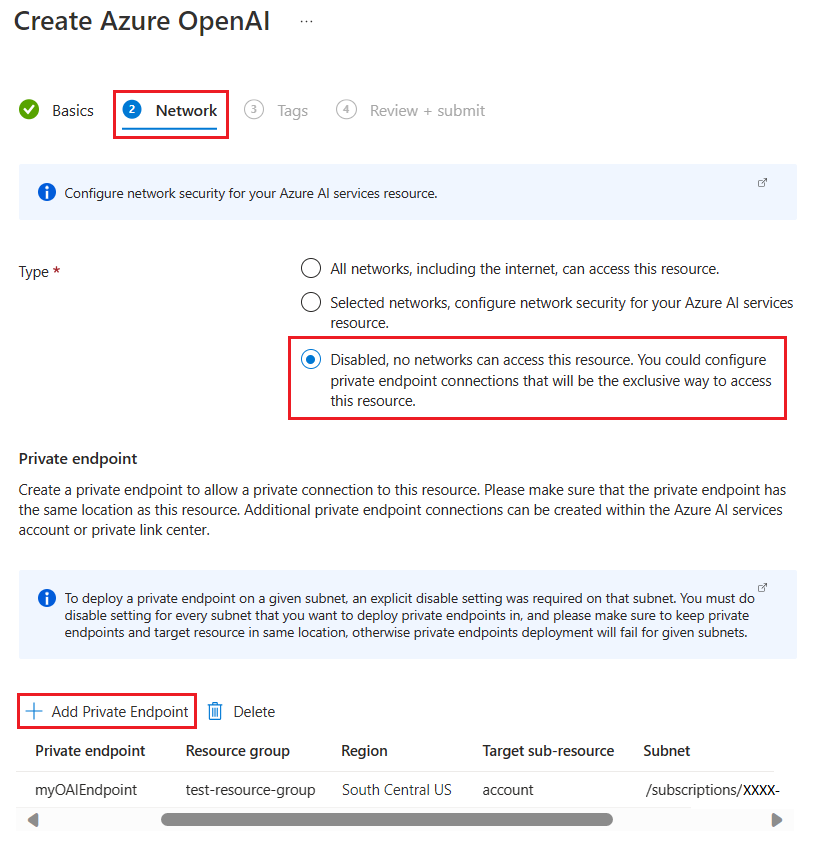 Create Azure OpenAI ...
Basics 2 Network 3 Tags 4 Review + submit
Configure network security for your Azure AI services resource.
Type *
All networks, including the internet, can access this resource.
Selected networks, configure network security for your Azure AI services
resource.
Disabled, no networks can access this resource. You could configure
private endpoint connections that will be the exclusive way to access
this resource.
Private endpoint
Create a private endpoint to allow a private connection to this resource. Please make sure that the private endpoint has
the same location as this resource. Additional private endpoint connections can be created within the Azure AI services
account or private link center.
To deploy a private endpoint on a given subnet, an explicit disable setting was required on that subnet. You must do
disable setting for every subnet that you want to deploy private endpoints in, and please make sure to keep private
endpoints and target resource in same location, otherwise private endpoints deployment will fail for given subnets.
Add Private Endpoint Delete
Private endpoint Resource group Region Target sub-resource Subnet
myOAIEndpoint test-resource-group South Central US account /subscriptions/XXXX-